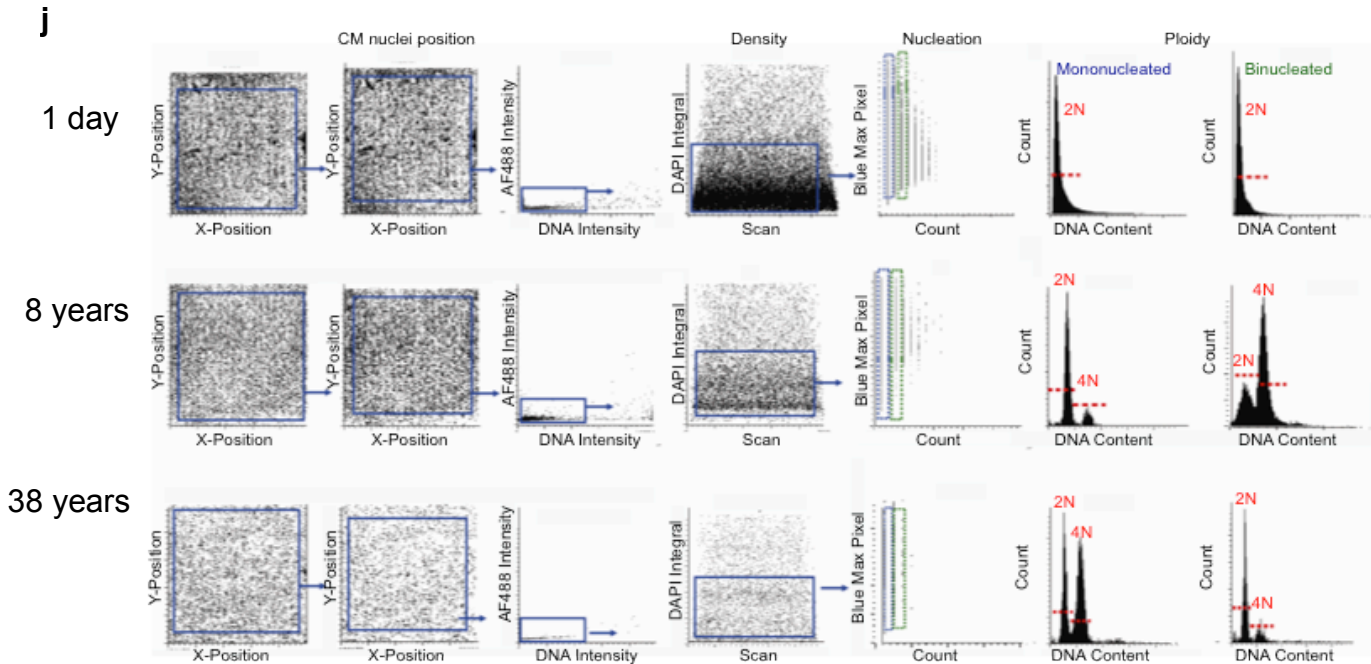 j
CM nuclei position Density Nucleation Ploidy
1 day
Y-Position
X-Position
Y-Position
X-Position
AF488 Intensity
DNA Intensity
DAPI Integral
Scan
Blue Max Pixel
Count
Mononucleated
2N
Count
DNA Content
Binucleated
2N
Count
DNA Content
8 years
Y-Position
X-Position
Y-Position
X-Position
AF488 Intensity
DNA Intensity
DAPI Integral
Scan
Blue Max Pixel
Count
2N
4N
Count
DNA Content
4N
2N
Count
DNA Content
38 years
Y-Position
X-Position
Y-Position
X-Position
AF488 Intensity
DNA Intensity
DAPI Integral
Scan
Blue Max Pixel
Count
2N
4N
Count
DNA Content
2N
4N
Count
DNA Content